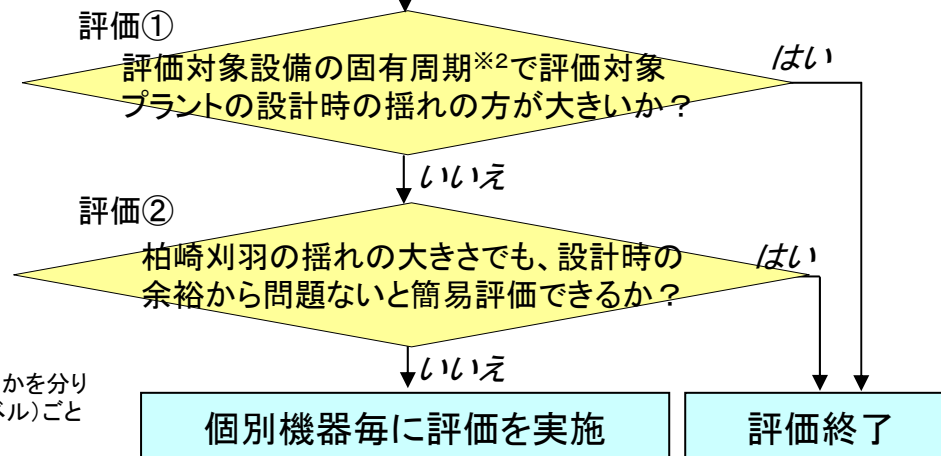 評価①
評価対象設備の固有周期※2で評価対象
プラントの設計時の揺れの方が大きいか?
はい
いいえ
評価②
柏崎刈羽の揺れの大きさでも、設計時の
余裕から問題ないと簡易評価できるか?
はい
いいえ
かを分り
ベル)ごと
個別機器毎に評価を実施
評価終了